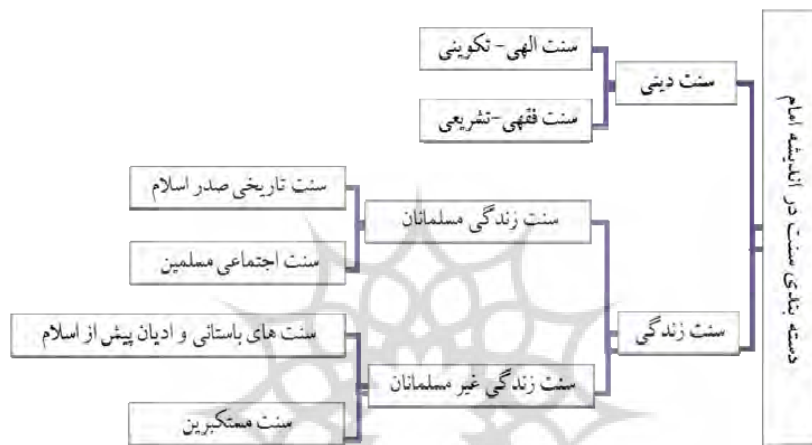 دسته بندی سنت در اندیشه امام
سنت دینی
سنت الهی- تکوینی
سنت فقهی-تشریعی
سنت زندگی
سنت زندگی مسلمانان
سنت تاریخی صدر اسلام
سنت اجتماعی مسلمین
سنت زندگی غیر مسلمانان
سنت های باستانی و ادیان پیش از اسلام
سنت مستکبرین